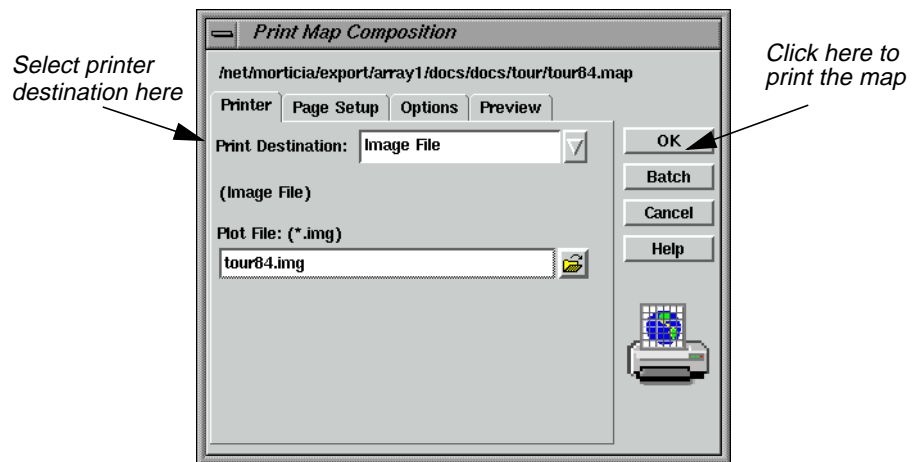 Print Map Composition
Select printer
destination here
Click here to
print the map
/net/morticia/export/array1/docs/docs/tour/tour84.map
Printer Page Setup Options Preview
Print Destination: Image File
OK
Batch
(Image File)
Cancel
Plot File: (*.img)
Help
tour84.img